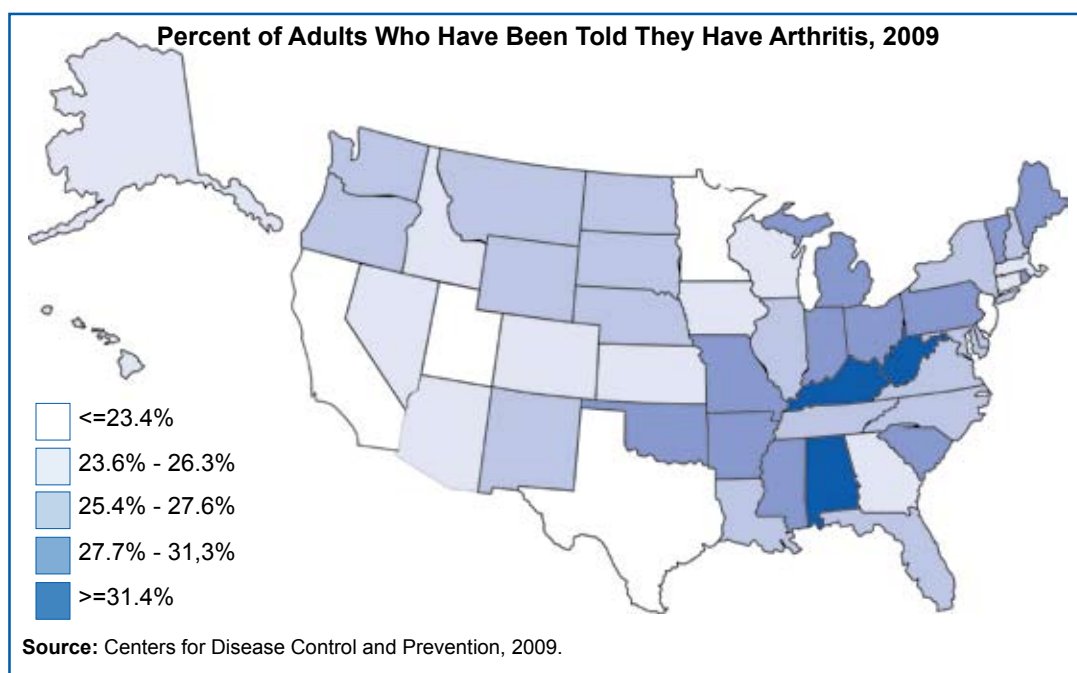 Percent of Adults Who Have Been Told They Have Arthritis, 2009
<=23.4%
23.6% - 26.3%
25.4% - 27.6%
27.7% - 31,3%
>=31.4%
Source: Centers for Disease Control and Prevention, 2009.